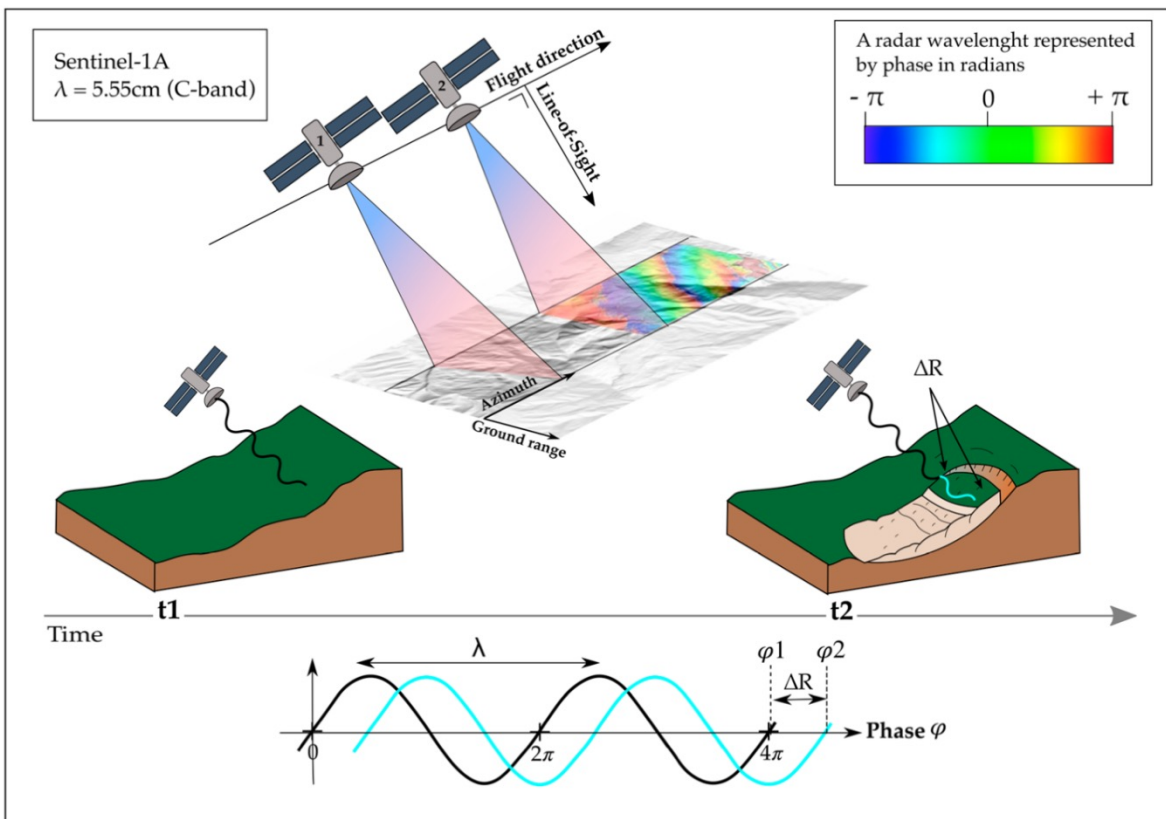 Sentinel-1A
λ = 5.55cm (C-band)
A radar wavelenght represented
by phase in radians
- π 0 + π
1
2
Flight direction
Line-of-Sight
Azimuth
Ground range
ΔR
t1
t2
Time
λ
φ1
φ2
ΔR
0
2π
4π
Phase φ